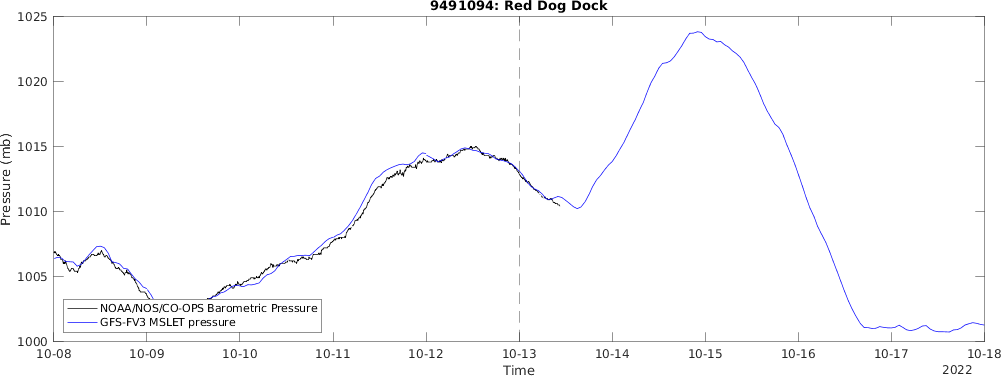 9491094: Red Dog Dock
Pressure (mb)
1025
1020
1015
1010
1005
1000
NOAA/NOS/CO-OPS Barometric Pressure
GFS-FV3 MSLET pressure
10-08 10-09 10-10 10-11 10-12 10-13 10-14 10-15 10-16 10-17 10-18
Time
2022